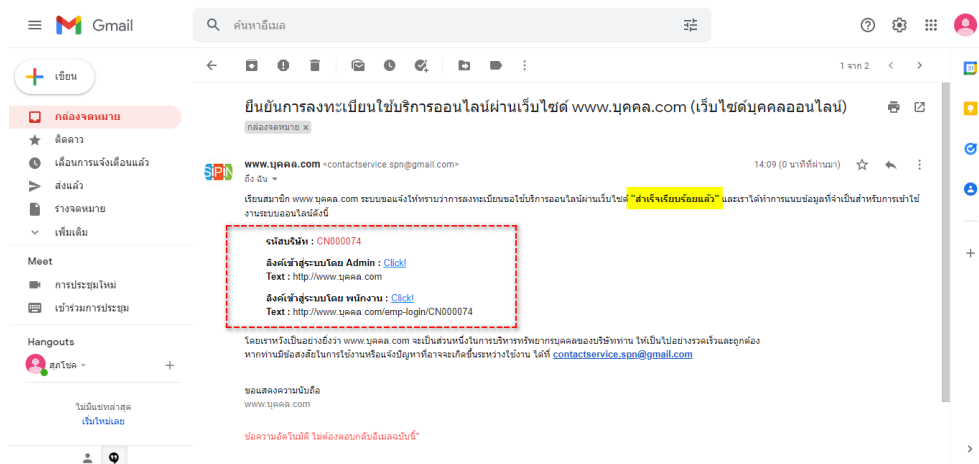 Gmail
ค้นหาอีเมล
เขียน
1 จาก 2
กล่องจดหมาย
ติดดาว
เลื่อนการแจ้งเตือนแล้ว
ส่งแล้ว
ร่างจดหมาย
เพิ่มเติม
Meet
การประชุมใหม่
เข้าร่วมการประชุม
Hangouts
สุภโชค
ไม่มีแชทล่าสุด
เริ่มใหม่เลย
ยืนยันการลงทะเบียนใช้บริการออนไลน์ผ่านเว็บไซต์ www.บุคคล.com (เว็บไซต์บุคคลออนไลน์)
กล่องจดหมาย ×
SPIN
www.บุคคล.com <contactservice.spn@gmail.com>
14:09 (0 นาทีที่ผ่านมา)
ถึง ฉัน
เรียนสมาชิก www.บุคคล.com ระบบขอแจ้งให้ทราบว่าการลงทะเบียนขอใช้บริการออนไลน์ผ่านเว็บไซต์ "สำเร็จเรียบร้อยแล้ว" และเราได้ทำการแนบข้อมูลที่จำเป็นสำหรับการเข้าใช้
งานระบบออนไลน์ดังนี้
รหัสบริษัท : CN000074
ลิงค์เข้าสู่ระบบโดย Admin : Click!
Text : http://www.บุคคล.com
ลิงค์เข้าสู่ระบบโดย พนักงาน : Click!
Text : http://www.บุคคล.com/emp-login/CN000074
โดยเราหวังเป็นอย่างยิ่งว่า www.บุคคล.com จะเป็นส่วนหนึ่งในการบริหารทรัพยากรบุคคลของบริษัทท่าน ให้เป็นไปอย่างรวดเร็วและถูกต้อง
หากท่านมีข้อสงสัยในการใช้งานหรือแจ้งปัญหาที่อาจจะเกิดขึ้นระหว่างใช้งาน ได้ที่ contactservice.spn@gmail.com
ขอแสดงความนับถือ
www.บุคคล.com
ข้อความอัตโนมัติ ไม่ต้องตอบกลับอีเมลฉบับนี้"